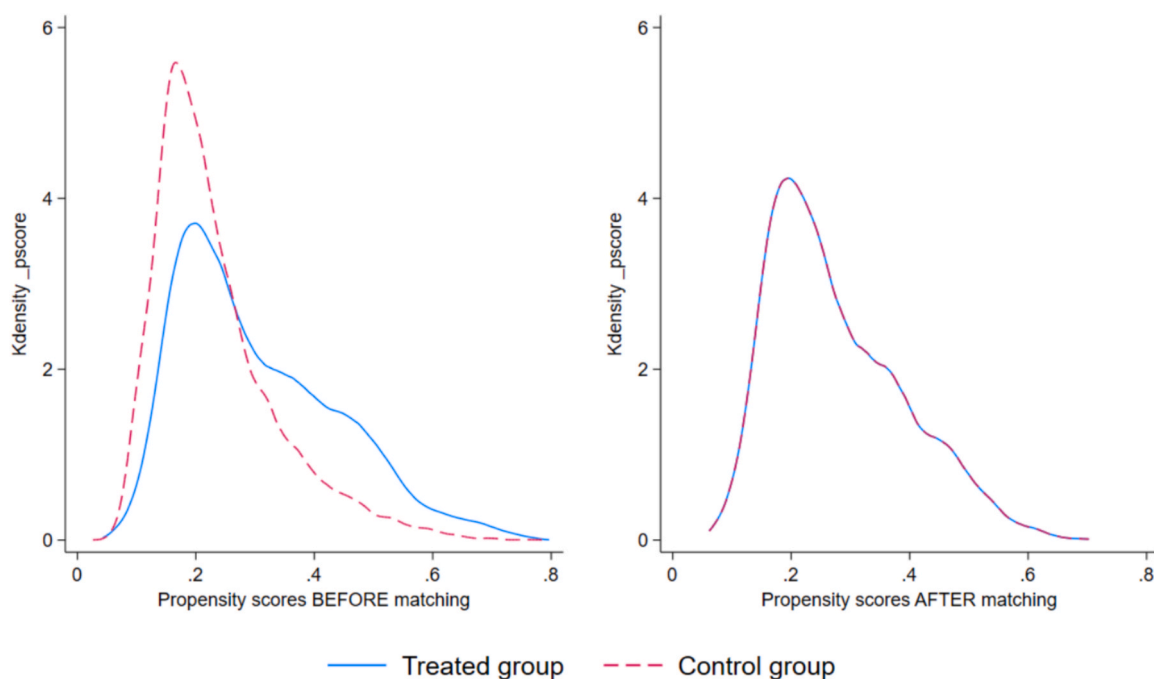 6
4
2
0
Kdensity _pscore
0 .2 .4 .6 .8
Propensity scores BEFORE matching
6
4
2
0
Kdensity _pscore
0 .2 .4 .6 .8
Propensity scores AFTER matching
Treated group Control group